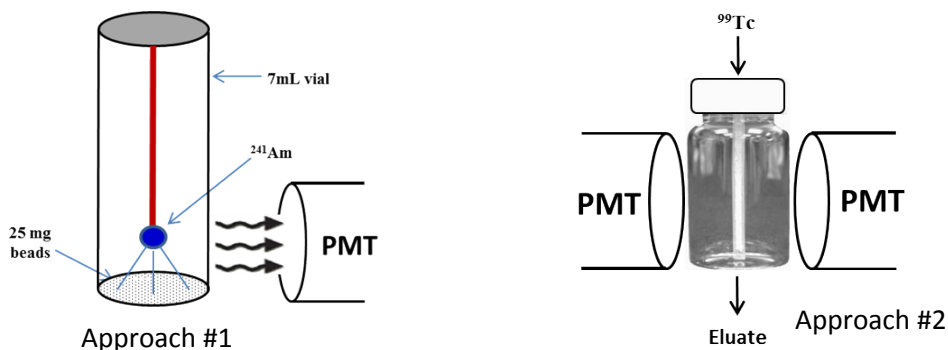 7mL vial
²⁴¹Am
25 mg
beads
PMT
Approach #1
⁹⁹Tc
PMT
PMT
Eluate
Approach #2